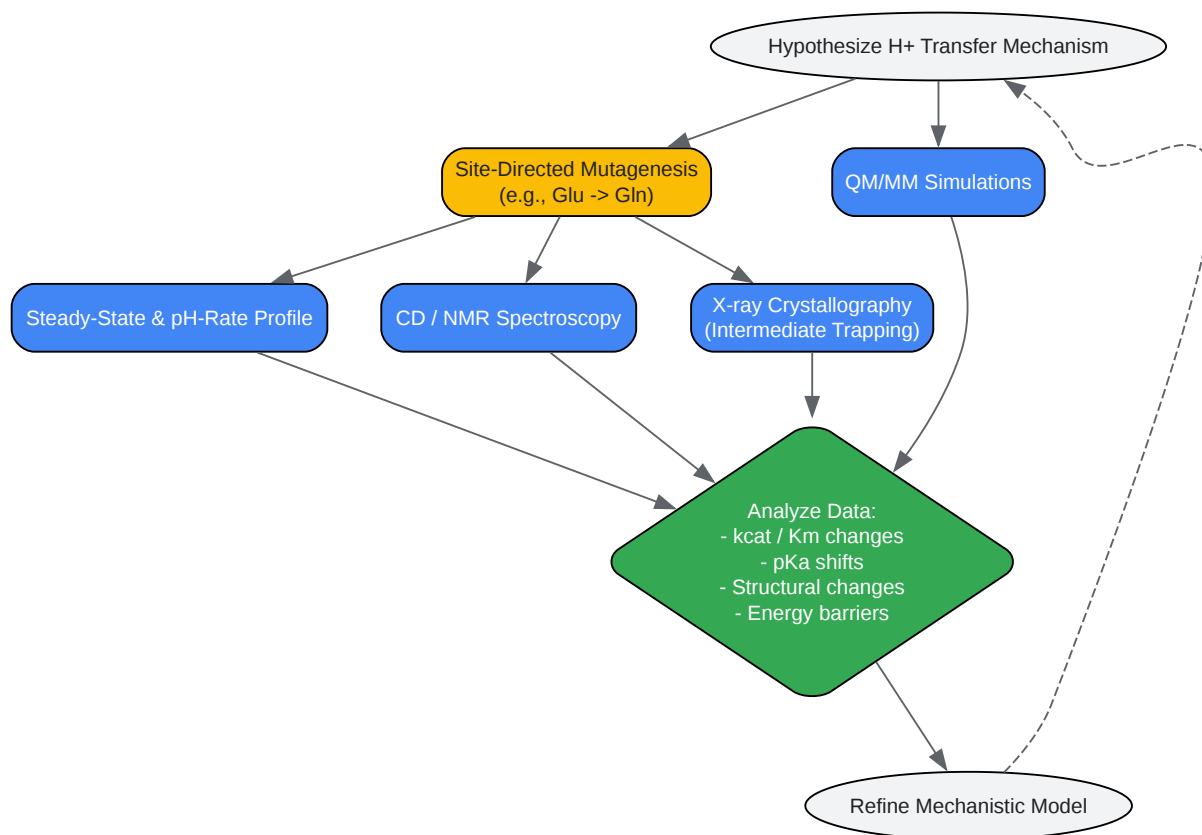 Hypothesize H+ Transfer Mechanism
Site-Directed Mutagenesis
(e.g., Glu -> Gln)
QM/MM Simulations
Steady-State & pH-Rate Profile
CD / NMR Spectroscopy
X-ray Crystallography
(Intermediate Trapping)
Analyze Data:
- kcat / Km changes
- pKa shifts
- Structural changes
- Energy barriers
Refine Mechanistic Model